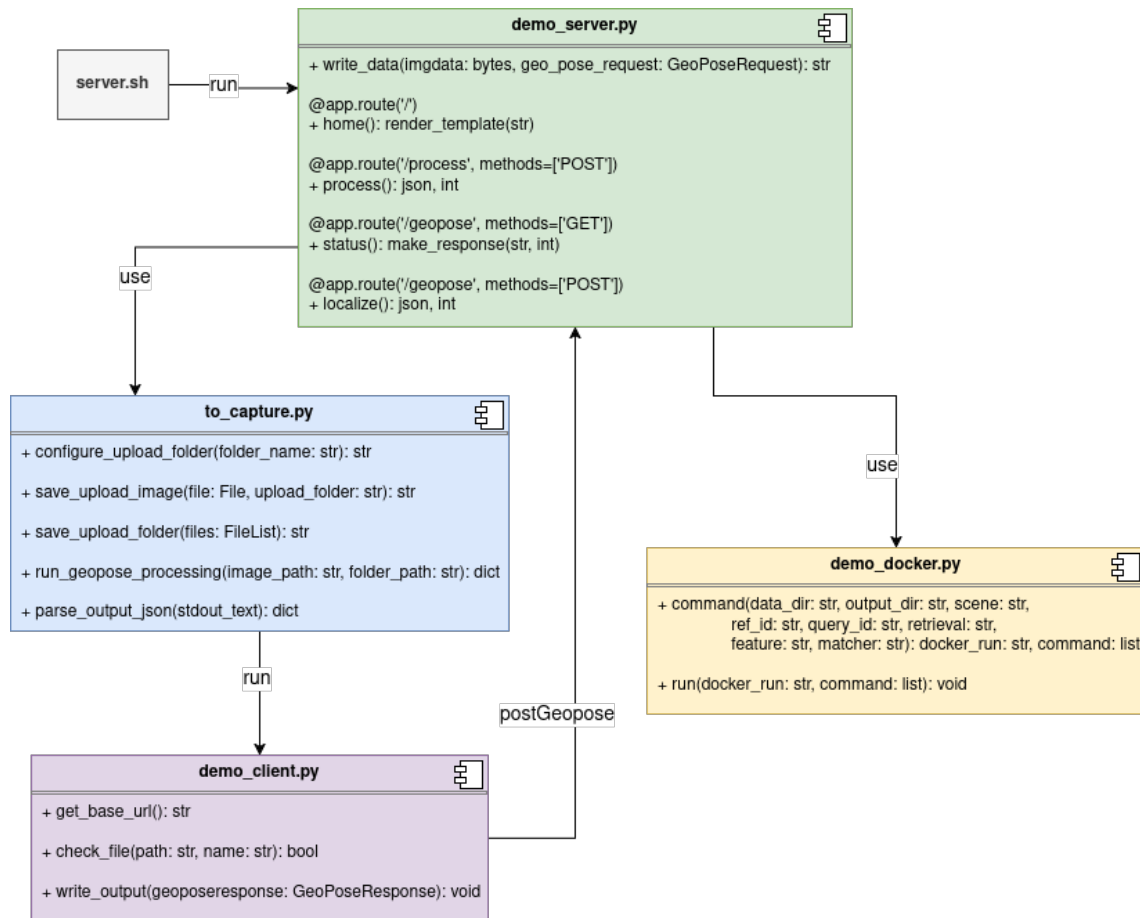 demo_server.py
server.sh
run
+ write_data(imgdata: bytes, geo_pose_request: GeoPoseRequest): str
@app.route('/')
+ home(): render_template(str)
@app.route('/process', methods=['POST'])
+ process(): json, int
@app.route('/geopose', methods=['GET'])
+ status(): make_response(str, int)
@app.route('/geopose', methods=['POST'])
+ localize(): json, int
use
to_capture.py
+ configure_upload_folder(folder_name: str): str
+ save_upload_image(file: File, upload_folder: str): str
+ save_upload_folder(files: FileList): str
+ run_geopose_processing(image_path: str, folder_path: str): dict
+ parse_output_json(stdout_text): dict
use
demo_docker.py
+ command(data_dir: str, output_dir: str, scene: str,
ref_id: str, query_id: str, retrieval: str,
feature: str, matcher: str): docker_run: str, command: list
+ run(docker_run: str, command: list): void
run
postGeopose
demo_client.py
+ get_base_url(): str
+ check_file(path: str, name: str): bool
+ write_output(geoposeresponse: GeoPoseResponse): void